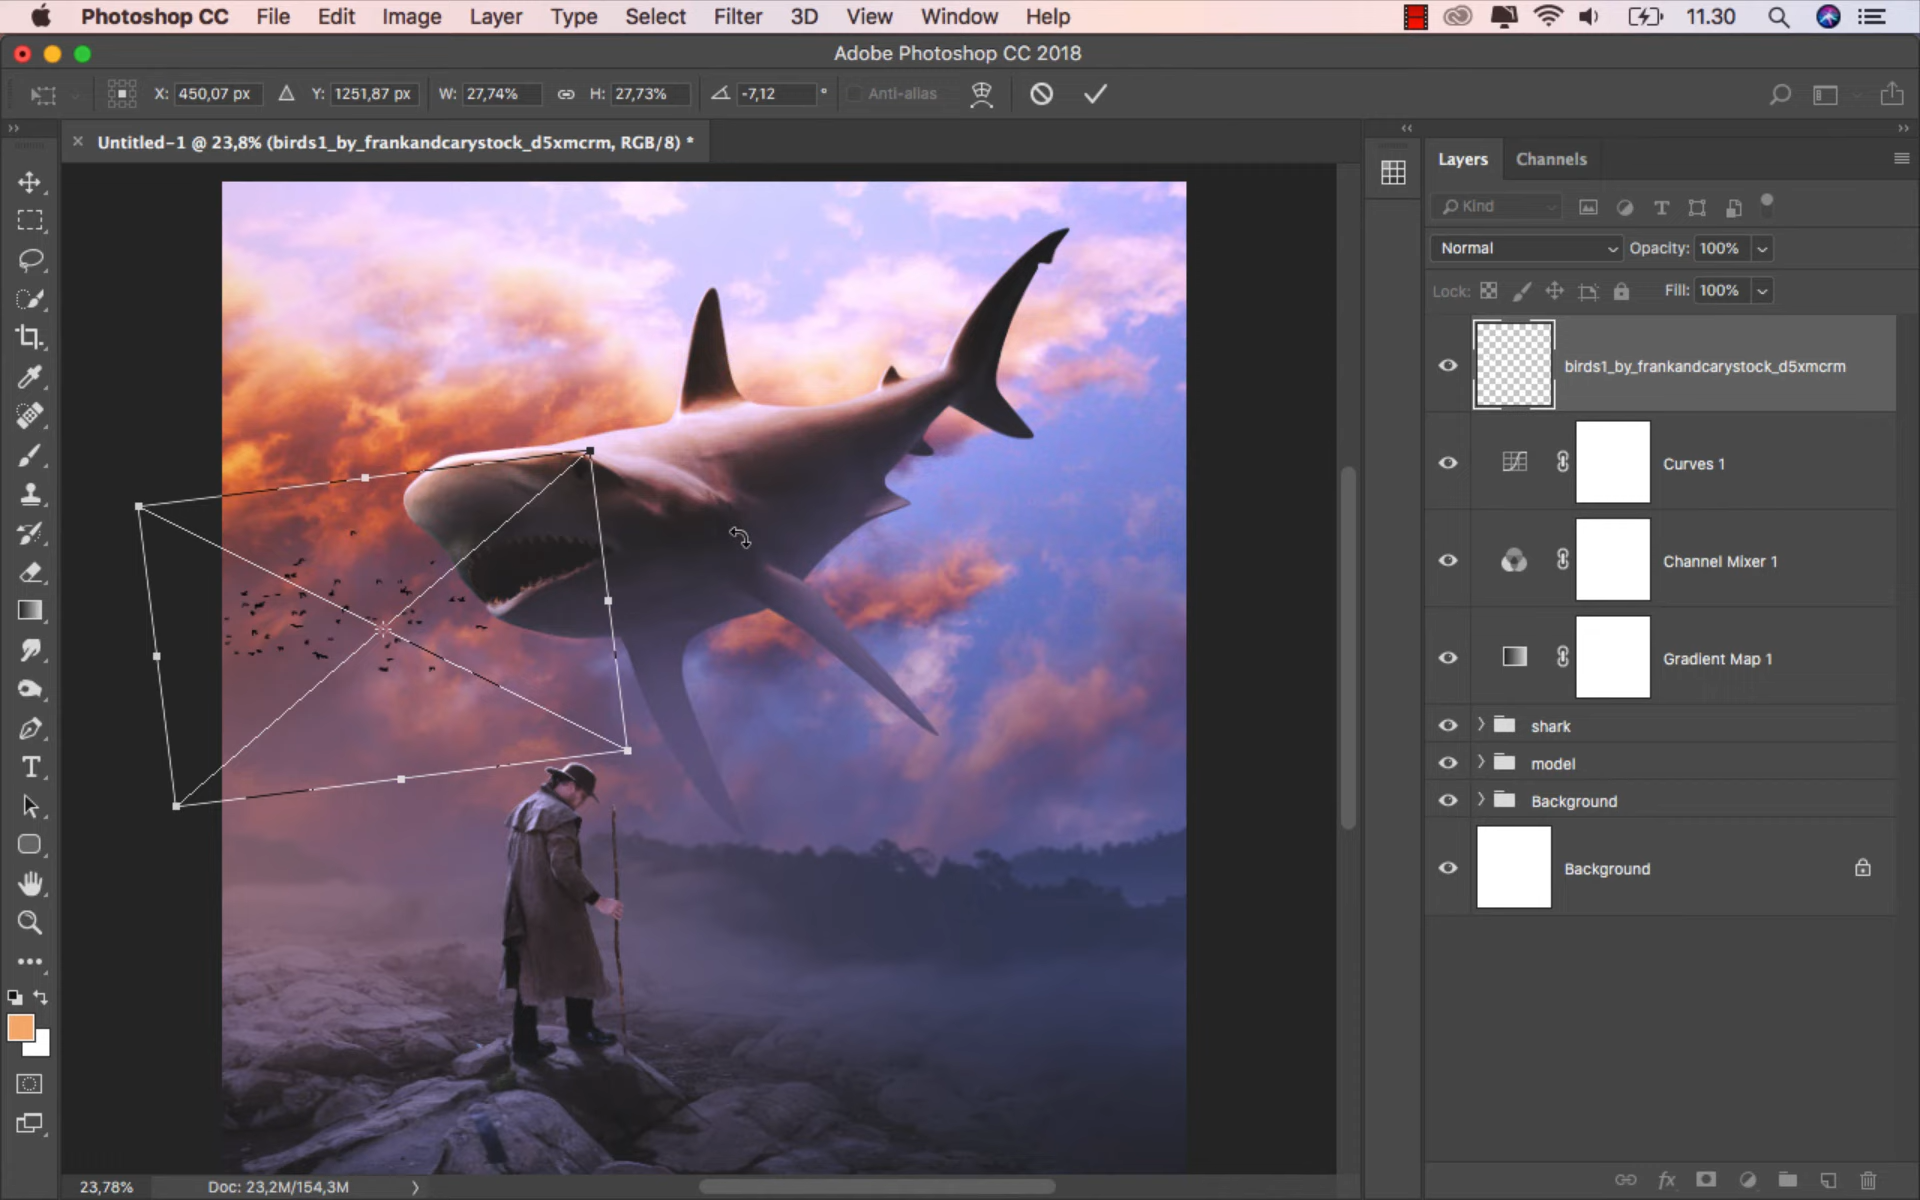 Photoshop CC File Edit Image Layer Type Select Filter 3D View Window Help 11.30
Adobe Photoshop CC 2018
X: 450,07 px Y: 1251,87 px W: 27,74% H: 27,73% -7,12 ° Anti-alias
Untitled-1 @ 23,8% (birds1_by_frankandcarystock_d5xmcrm, RGB/8) *
Layers Channels
Kind
Normal Opacity: 100%
Lock: Fill: 100%
birds1_by_frankandcarystock_d5xmcrm
Curves 1
Channel Mixer 1
Gradient Map 1
shark
model
Background
Background
23,78% Doc: 23,2M/154,3M